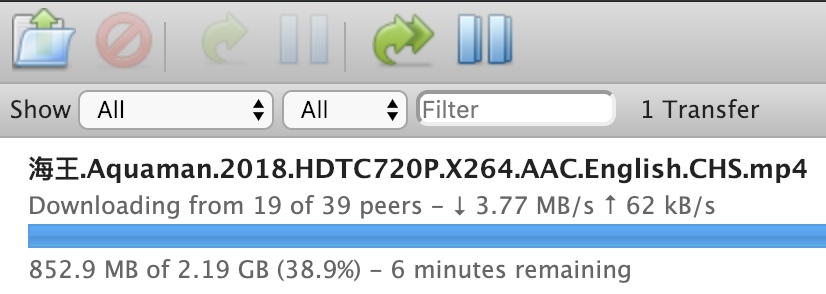 Show All All Filter 1 Transfer
海王.Aquaman.2018.HDTC720P.X264.AAC.English.CHS.mp4
Downloading from 19 of 39 peers – ↓ 3.77 MB/s ↑ 62 kB/s
852.9 MB of 2.19 GB (38.9%) – 6 minutes remaining